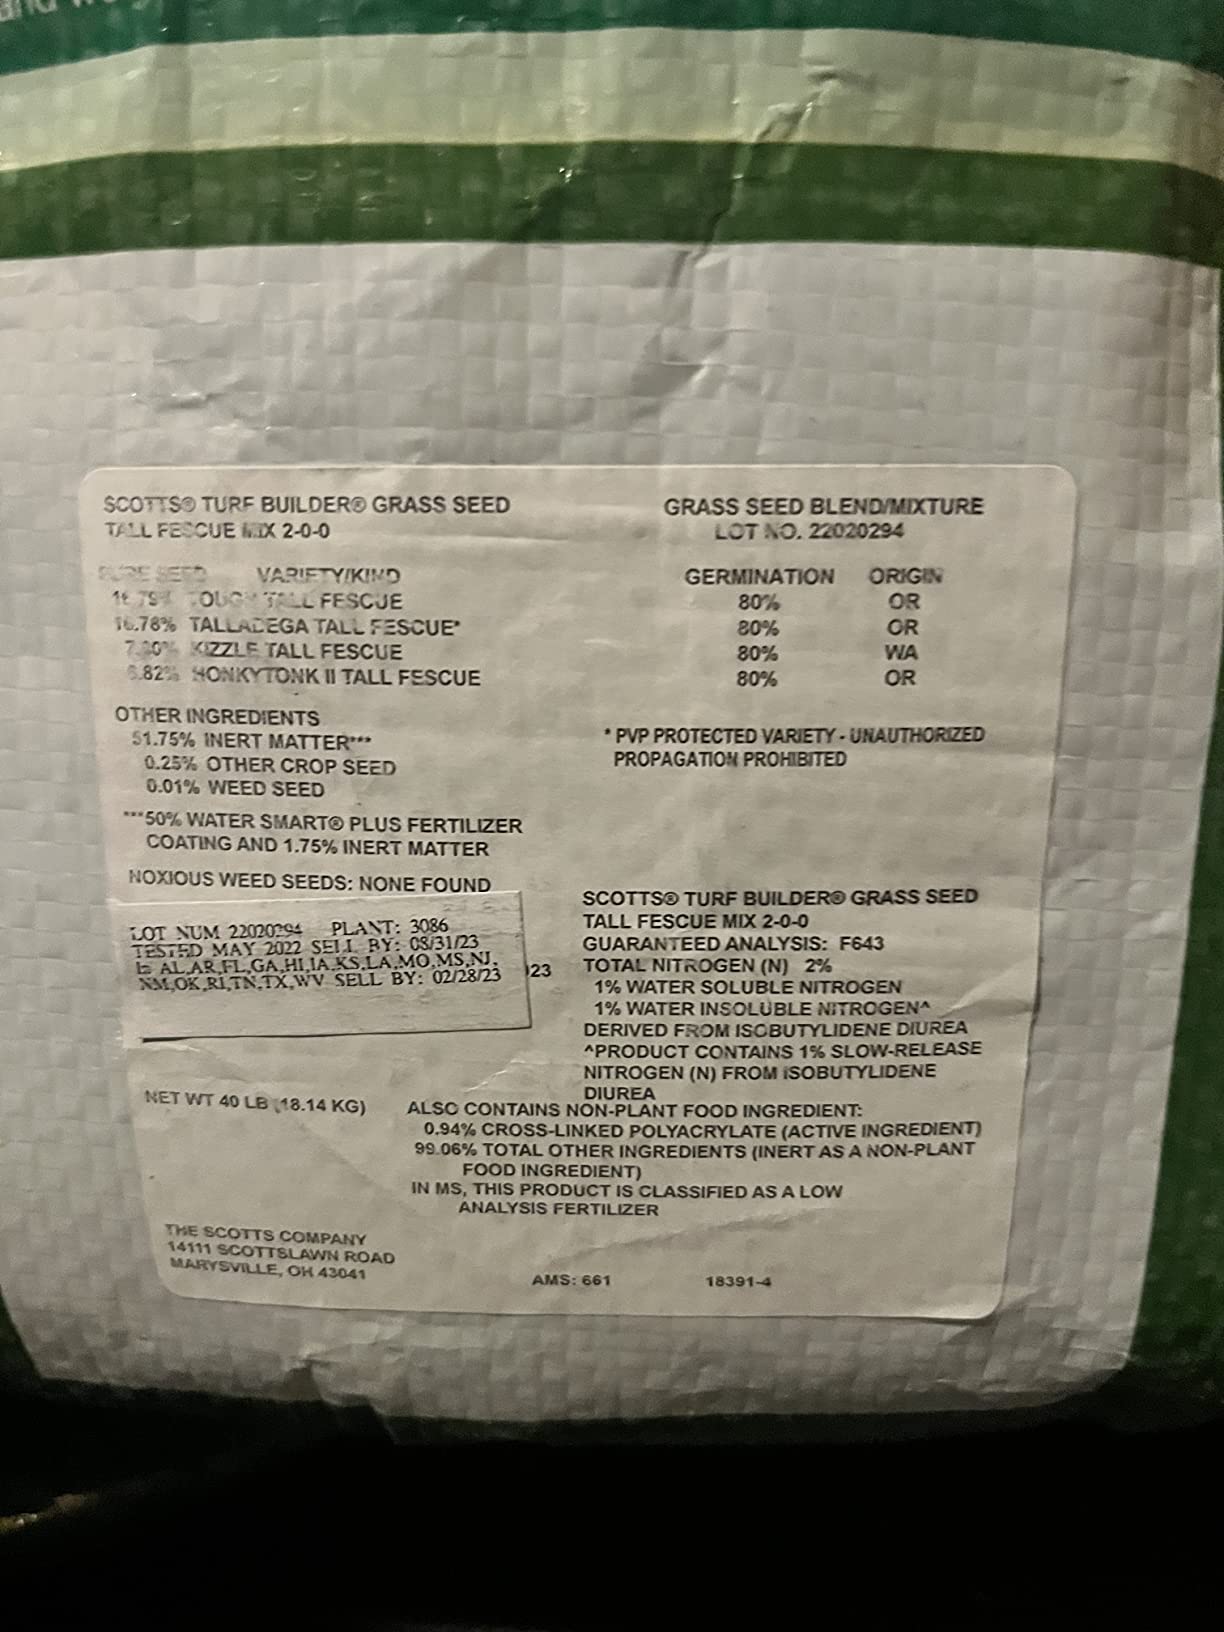 SCOTTS® TURF BUILDER® GRASS SEED
TALL FESCUE MIX 2-0-0
GRASS SEED BLEND/MIXTURE
LOT NO. 22020294
PURE SEED VARIETY/KIND GERMINATION ORIGIN
TALL FESCUE 80% OR
16.78% TALLADEGA TALL FESCUE* 80% OR
KIZZLE TALL FESCUE 80% WA
HONKYTONK II TALL FESCUE 80% OR
OTHER INGREDIENTS
51.75% INERT MATTER***
0.25% OTHER CROP SEED
0.01% WEED SEED
* PVP PROTECTED VARIETY - UNAUTHORIZED
PROPAGATION PROHIBITED
***50% WATER SMART® PLUS FERTILIZER
COATING AND 1.75% INERT MATTER
NOXIOUS WEED SEEDS: NONE FOUND
LOT NUM 22020294 PLANT: 3086
TESTED MAY 2022 SELL BY: 08/31/23
AL,AR,FL,GA,HI,IA,KS,LA,MO,MS,NJ,
NM,OK,RI,TN,TX,WV SELL BY: 02/28/23
23
SCOTTS® TURF BUILDER® GRASS SEED
TALL FESCUE MIX 2-0-0
GUARANTEED ANALYSIS: F643
TOTAL NITROGEN (N) 2%
1% WATER SOLUBLE NITROGEN
1% WATER INSOLUBLE NITROGEN^
DERIVED FROM ISOBUTYLIDENE DIUREA
^PRODUCT CONTAINS 1% SLOW-RELEASE
NITROGEN (N) FROM ISOBUTYLIDENE
DIUREA
NET WT 40 LB (18.14 KG)
ALSO CONTAINS NON-PLANT FOOD INGREDIENT:
0.94% CROSS-LINKED POLYACRYLATE (ACTIVE INGREDIENT)
99.06% TOTAL OTHER INGREDIENTS (INERT AS A NON-PLANT
FOOD INGREDIENT)
IN MS, THIS PRODUCT IS CLASSIFIED AS A LOW
ANALYSIS FERTILIZER
THE SCOTTS COMPANY
14111 SCOTTSLAWN ROAD
MARYSVILLE, OH 43041
AMS: 661 18391-4